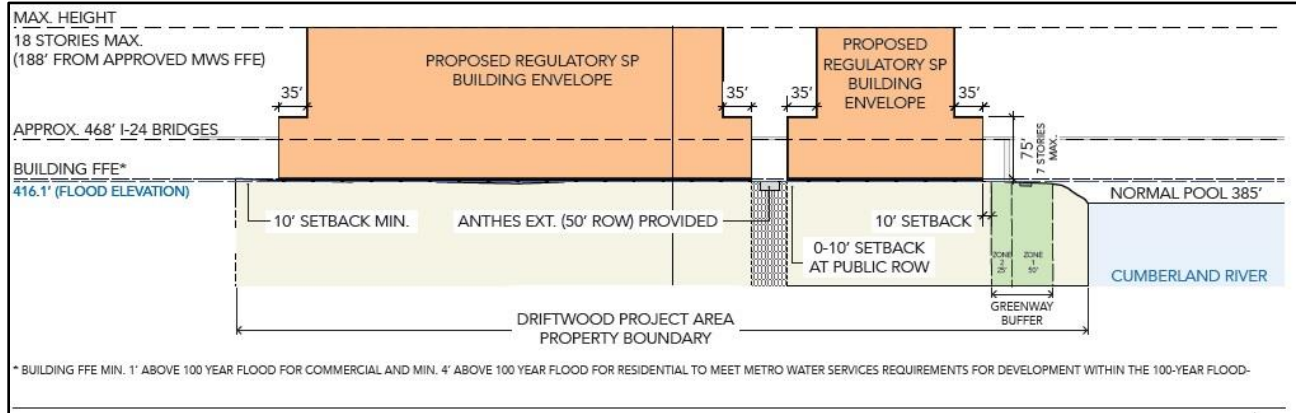 MAX. HEIGHT
18 STORIES MAX.
(188' FROM APPROVED MWS FFE)
PROPOSED REGULATORY SP
BUILDING ENVELOPE
PROPOSED
REGULATORY SP
BUILDING
ENVELOPE
35'
35'
35'
35'
APPROX. 468' I-24 BRIDGES
75'
7 STORIES
MAX.
BUILDING FFE*
416.1' (FLOOD ELEVATION)
NORMAL POOL 385'
10' SETBACK MIN.
ANTHES EXT. (50' ROW) PROVIDED
10' SETBACK
0-10' SETBACK
AT PUBLIC ROW
ZONE
2
25'
ZONE
1
50'
CUMBERLAND RIVER
GREENWAY
BUFFER
DRIFTWOOD PROJECT AREA
PROPERTY BOUNDARY
* BUILDING FFE MIN. 1' ABOVE 100 YEAR FLOOD FOR COMMERCIAL AND MIN. 4' ABOVE 100 YEAR FLOOD FOR RESIDENTIAL TO MEET METRO WATER SERVICES REQUIREMENTS FOR DEVELOPMENT WITHIN THE 100-YEAR FLOOD-